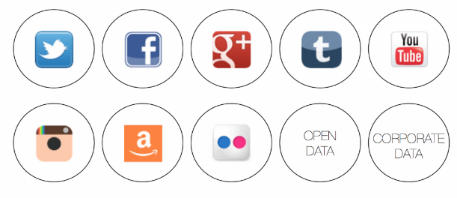 f
g+
t
You
Tube
a
OPEN
DATA
CORPORATE
DATA